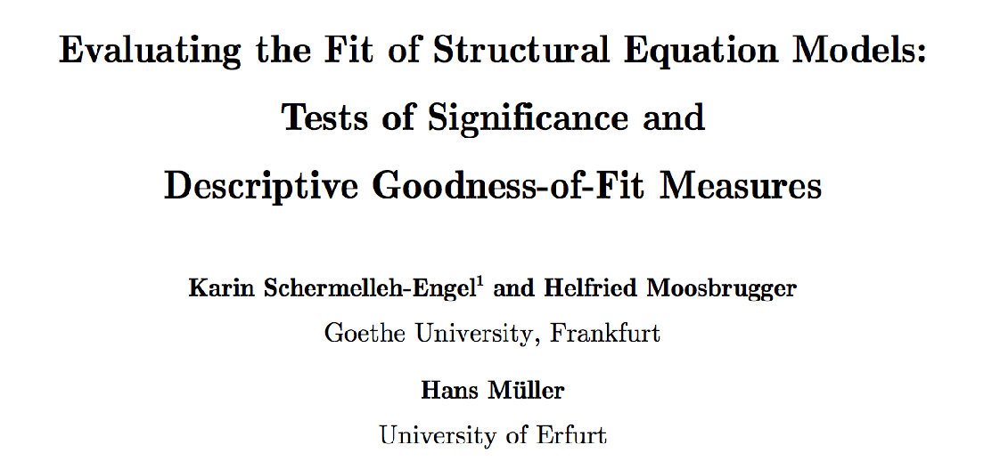 Evaluating the Fit of Structural Equation Models:
Tests of Significance and
Descriptive Goodness-of-Fit Measures
Karin Schermelleh-Engel¹ and Helfried Moosbrugger
Goethe University, Frankfurt
Hans Müller
University of Erfurt